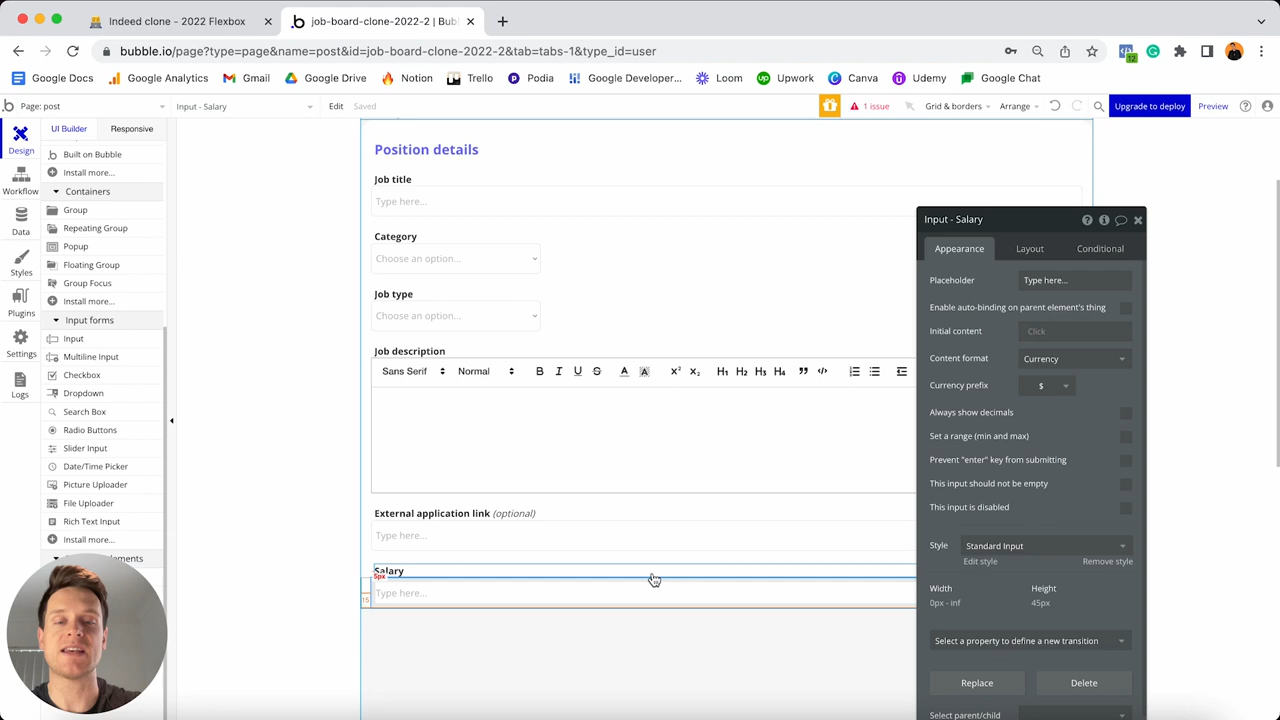 Indeed clone - 2022 Flexbox
job-board-clone-2022-2 | Bubb
bubble.io/page?type=page&name=post&id=job-board-clone-2022-2&tab=tabs-1&type_id=user
12
Google Docs
Google Analytics
Gmail
Google Drive
Notion
Trello
Podia
Google Developer...
Loom
Upwork
Canva
Udemy
Google Chat
Page: post
Input - Salary
Edit
Saved
1 issue
Grid & borders
Arrange
Upgrade to deploy
Preview
Design
Workflow
Data
Styles
Plugins
Settings
Logs
UI Builder
Responsive
Built on Bubble
Install more...
Containers
Group
Repeating Group
Popup
Floating Group
Group Focus
Install more...
Input forms
Input
Multiline Input
Checkbox
Dropdown
Search Box
Radio Buttons
Slider Input
Date/Time Picker
Picture Uploader
File Uploader
Rich Text Input
Install more...
Position details
Job title
Type here...
Category
Choose an option...
Job type
Choose an option...
Job description
Sans Serif
Normal
B I U S A A X² X₂ H1 H2 H3 H4
External application link (optional)
Type here...
Salary
5px
15
Type here...
Input - Salary
Appearance
Layout
Conditional
Placeholder
Type here...
Enable auto-binding on parent element's thing
Initial content
Click
Content format
Currency
Currency prefix
$
Always show decimals
Set a range (min and max)
Prevent "enter" key from submitting
This input should not be empty
This input is disabled
Style
Standard Input
Edit style
Remove style
Width
Height
0px - inf
45px
Select a property to define a new transition
Replace
Delete
Select parent/child